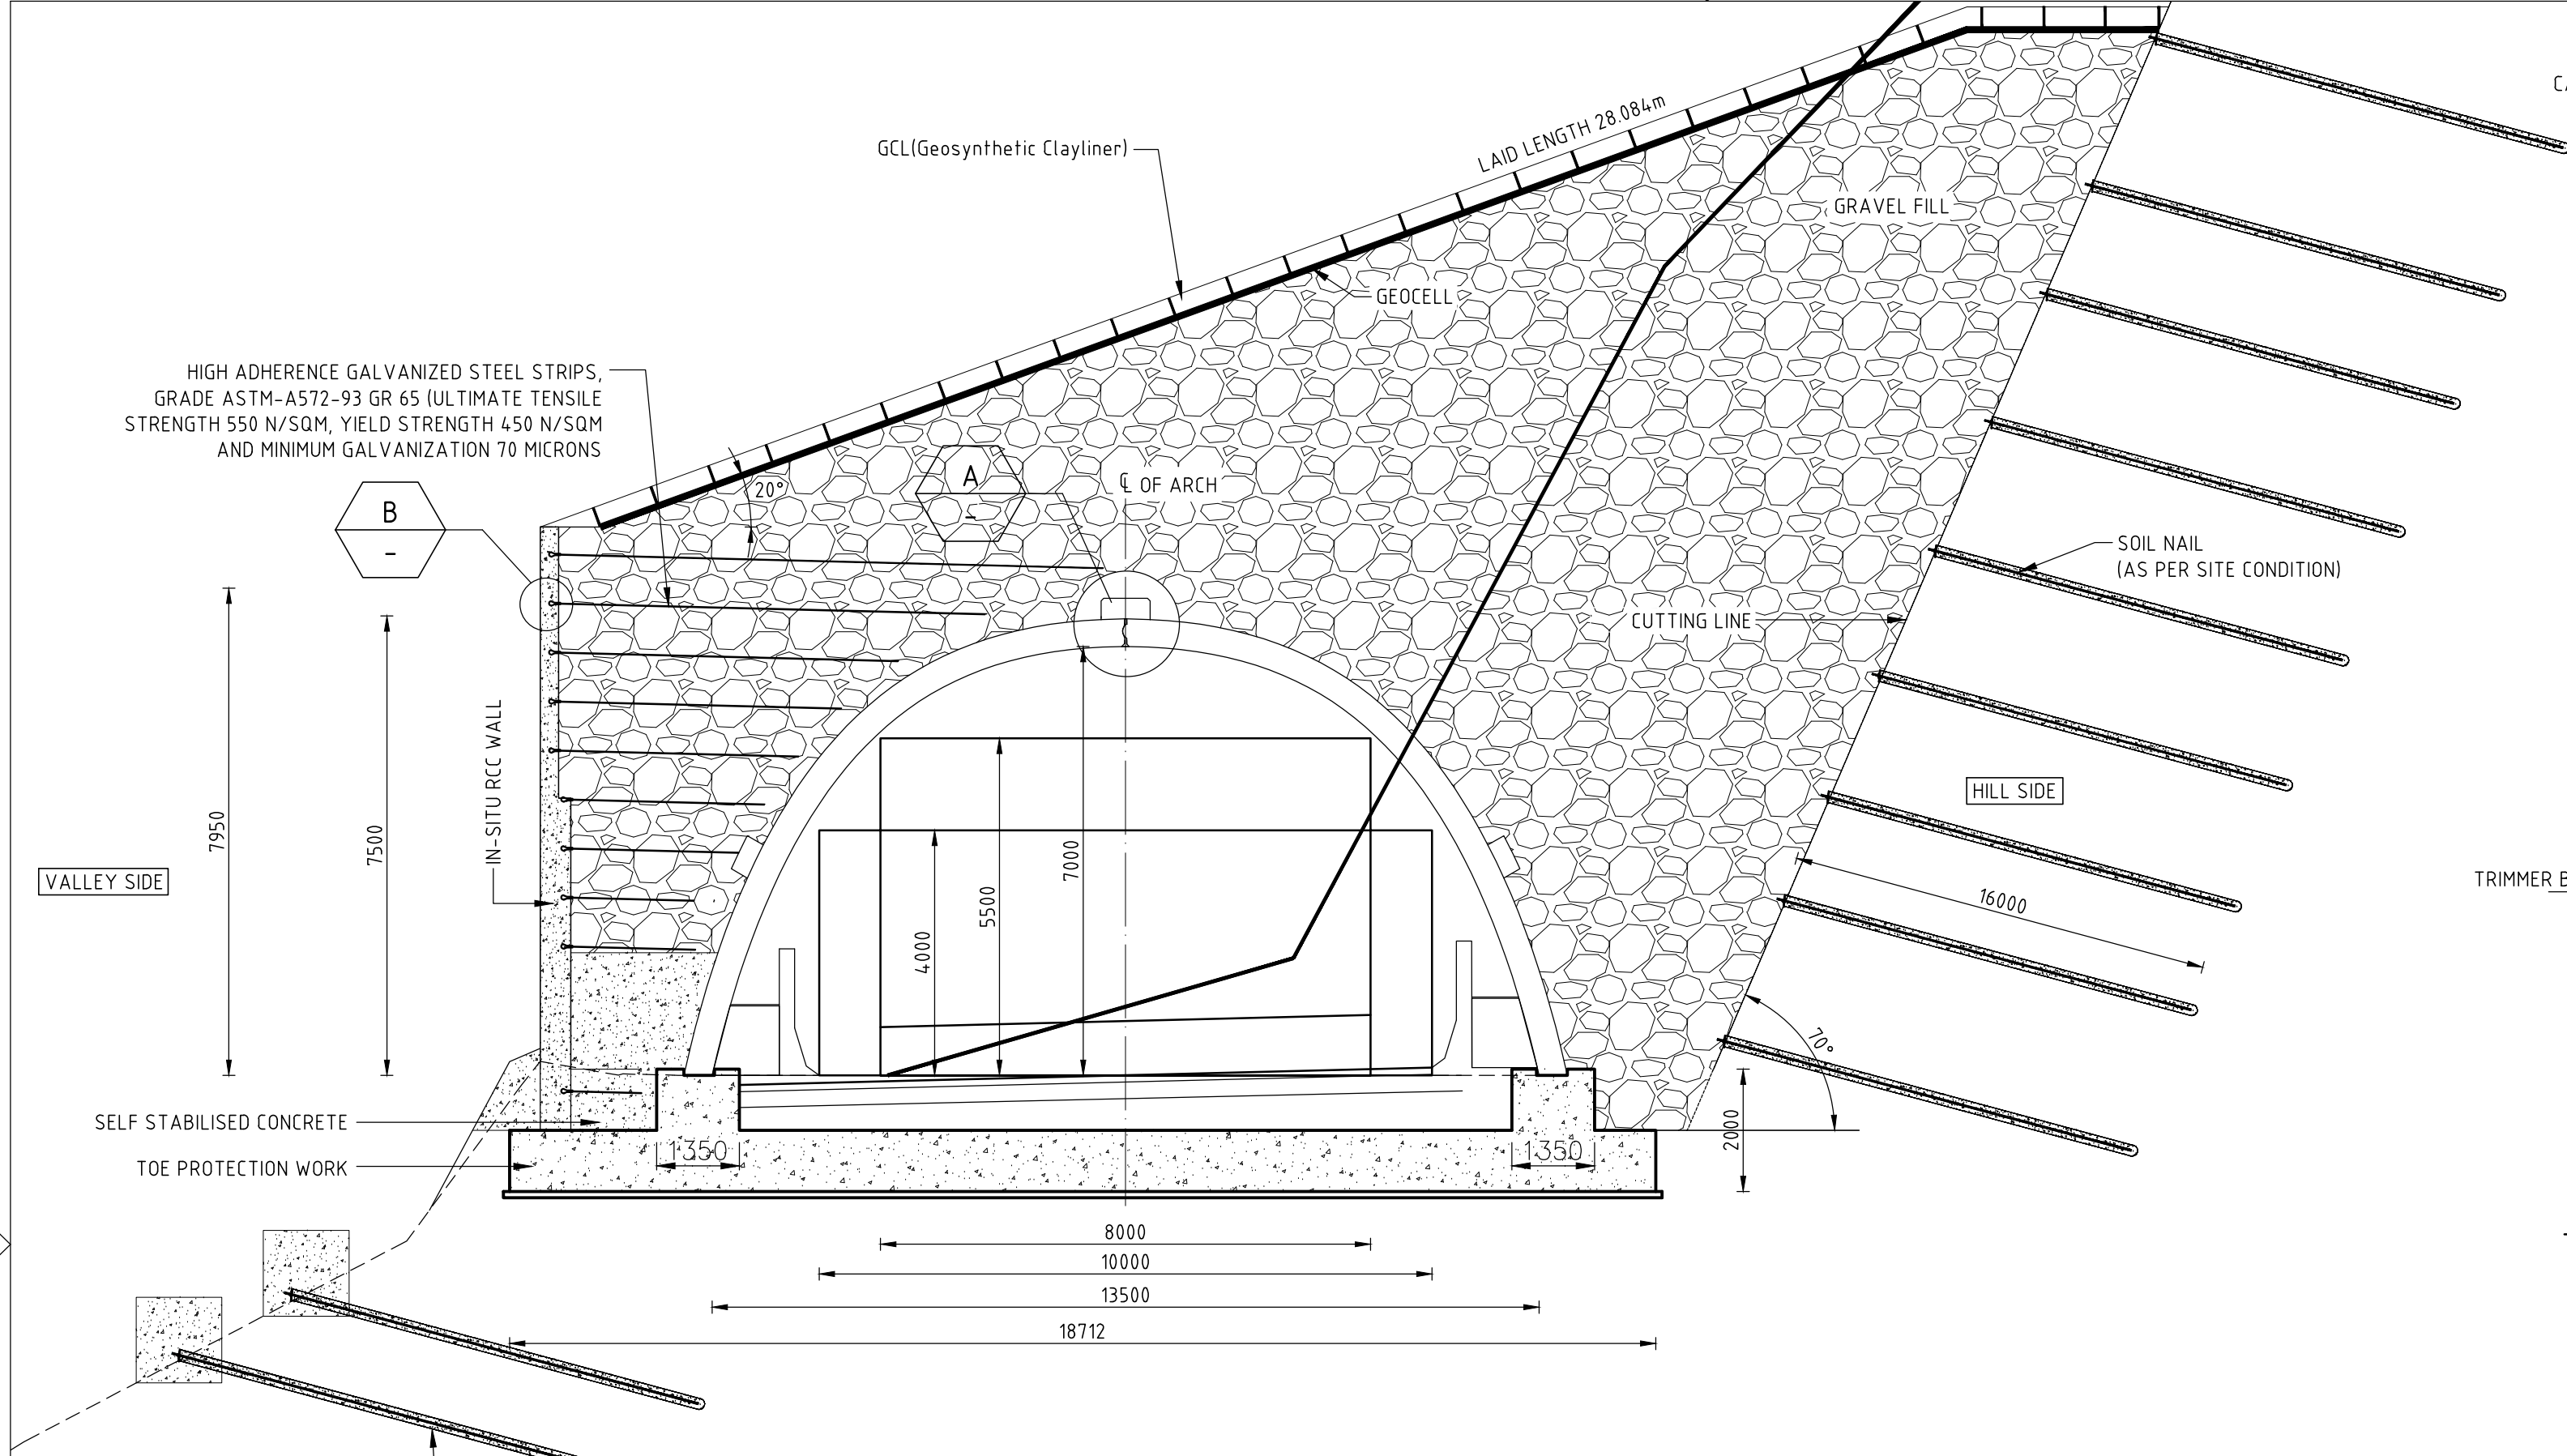 LAID LENGTH 28.084m
GCL(Geosynthetic Clayliner)
GRAVEL FILL
GEOCELL
HIGH ADHERENCE GALVANIZED STEEL STRIPS,
GRADE ASTM-A572-93 GR 65 (ULTIMATE TENSILE
STRENGTH 550 N/SQM, YIELD STRENGTH 450 N/SQM
AND MINIMUM GALVANIZATION 70 MICRONS
20°
A
-
℄ OF ARCH
B
-
SOIL NAIL
(AS PER SITE CONDITION)
CUTTING LINE
HILL SIDE
IN-SITU RCC WALL
7950
7500
VALLEY SIDE
4000
5500
7000
16000
70°
2000
SELF STABILISED CONCRETE
TOE PROTECTION WORK
1350
1350
8000
10000
13500
18712
TRIMMER